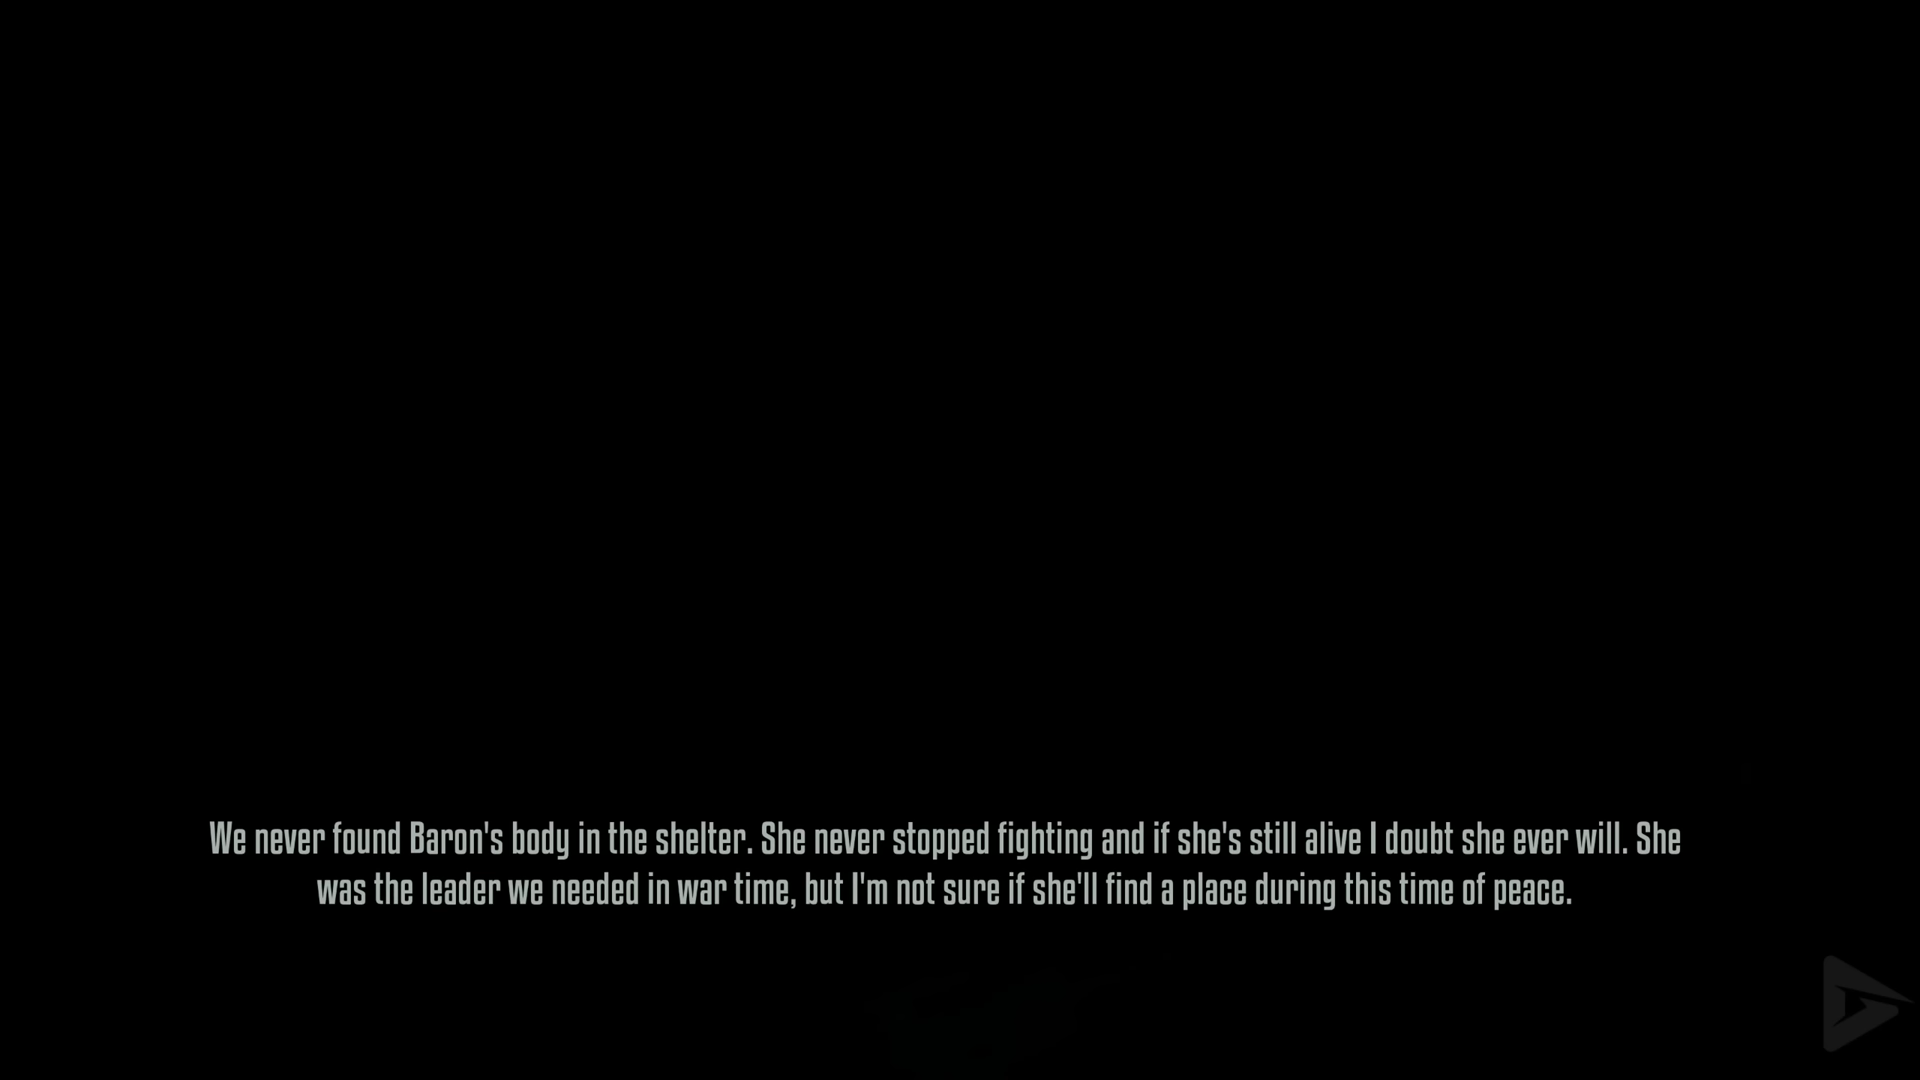 We never found Baron's body in the shelter. She never stopped fighting and if she's still alive I doubt she ever will. She
was the leader we needed in war time, but I'm not sure if she'll find a place during this time of peace.